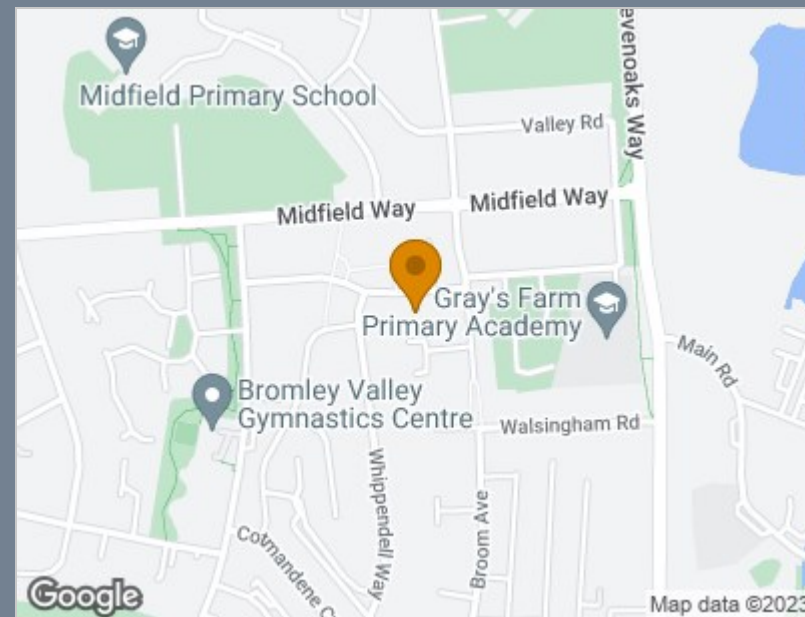 Midfield Primary School
Valley Rd
evenoaks Way
Midfield Way
Midfield Way
Gray's Farm
Primary Academy
Main Rd
Bromley Valley
Gymnastics Centre
Walsingham Rd
Whippendell Way
Broom Ave
Cotmandene C
Google
Map data ©2023